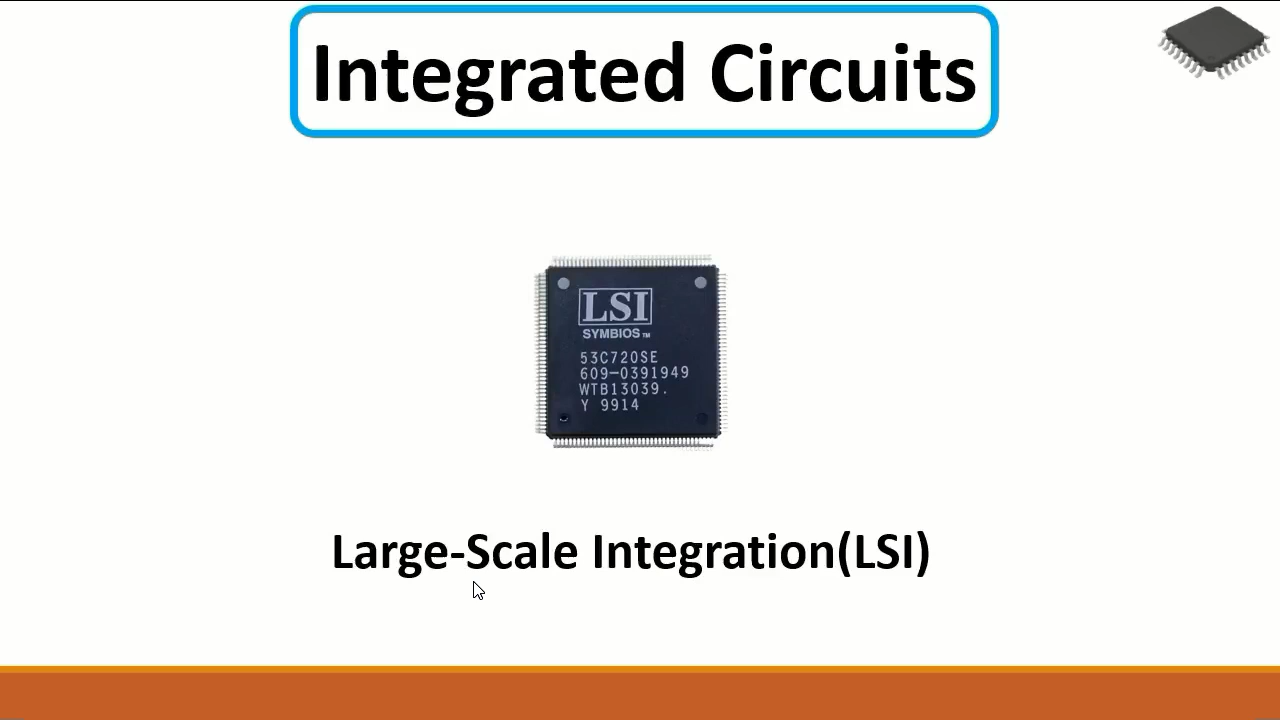 Integrated Circuits
LSI
SYMBIOS™
53C720SE
609-0391949
WTB13039.
Y 9914
Large-Scale Integration(LSI)